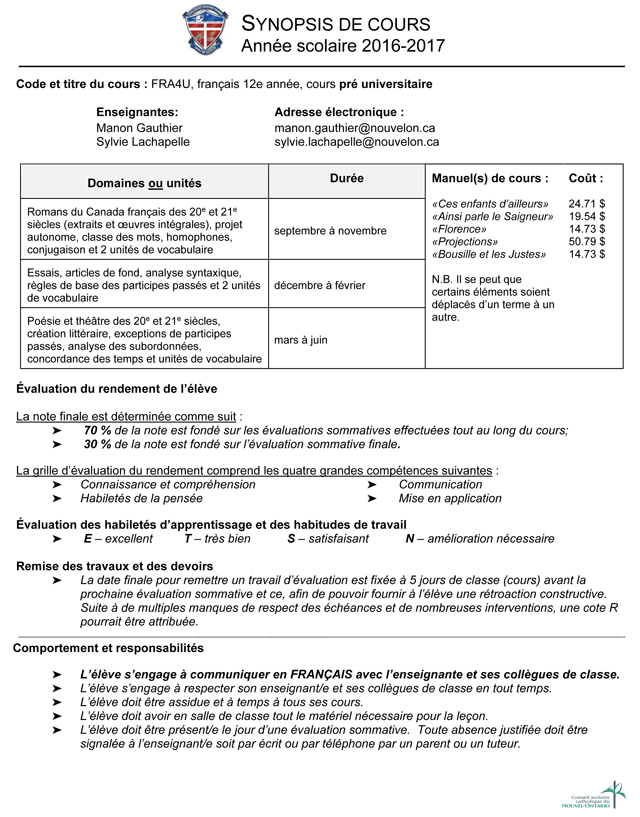 SYNOPSIS DE COURS
Année scolaire 2016-2017
Code et titre du cours : FRA4U, français 12e année, cours pré universitaire
Enseignantes: Adresse électronique :
Manon Gauthier manon.gauthier@nouvelon.ca
Sylvie Lachapelle sylvie.lachapelle@nouvelon.ca
Domaines ou unités
Durée
Romans du Canada français des 20e et 21e
siècles (extraits et œuvres intégrales), projet
autonome, classe des mots, homophones,
conjugaison et 2 unités de vocabulaire
septembre à novembre
Essais, articles de fond, analyse syntaxique,
règles de base des participes passés et 2 unités
de vocabulaire
décembre à février
Poésie et théâtre des 20e et 21e siècles,
création littéraire, exceptions de participes
passés, analyse des subordonnées,
concordance des temps et unités de vocabulaire
mars à juin
Manuel(s) de cours : Coût :
«Ces enfants d'ailleurs» 24.71 $
«Ainsi parle le Saigneur» 19.54 $
«Florence» 14.73 $
«Projections» 50.79 $
«Bousille et les Justes» 14.73 $
N.B. Il se peut que
certains éléments soient
déplacés d'un terme à un
autre.
Évaluation du rendement de l'élève
La note finale est déterminée comme suit :
➤ 70 % de la note est fondé sur les évaluations sommatives effectuées tout au long du cours;
➤ 30 % de la note est fondé sur l'évaluation sommative finale.
La grille d'évaluation du rendement comprend les quatre grandes compétences suivantes :
➤ Connaissance et compréhension ➤ Communication
➤ Habiletés de la pensée ➤ Mise en application
Évaluation des habiletés d'apprentissage et des habitudes de travail
➤ E – excellent T – très bien S – satisfaisant N – amélioration nécessaire
Remise des travaux et des devoirs
➤ La date finale pour remettre un travail d'évaluation est fixée à 5 jours de classe (cours) avant la
prochaine évaluation sommative et ce, afin de pouvoir fournir à l'élève une rétroaction constructive.
Suite à de multiples manques de respect des échéances et de nombreuses interventions, une cote R
pourrait être attribuée.
Comportement et responsabilités
➤ L'élève s'engage à communiquer en FRANÇAIS avec l'enseignante et ses collègues de classe.
➤ L'élève s'engage à respecter son enseignant/e et ses collègues de classe en tout temps.
➤ L'élève doit être assidue et à temps à tous ses cours.
➤ L'élève doit avoir en salle de classe tout le matériel nécessaire pour la leçon.
➤ L'élève doit être présent/e le jour d'une évaluation sommative. Toute absence justifiée doit être
signalée à l'enseignant/e soit par écrit ou par téléphone par un parent ou un tuteur.
Conseil scolaire
catholique du
NOUVEL-ONTARIO